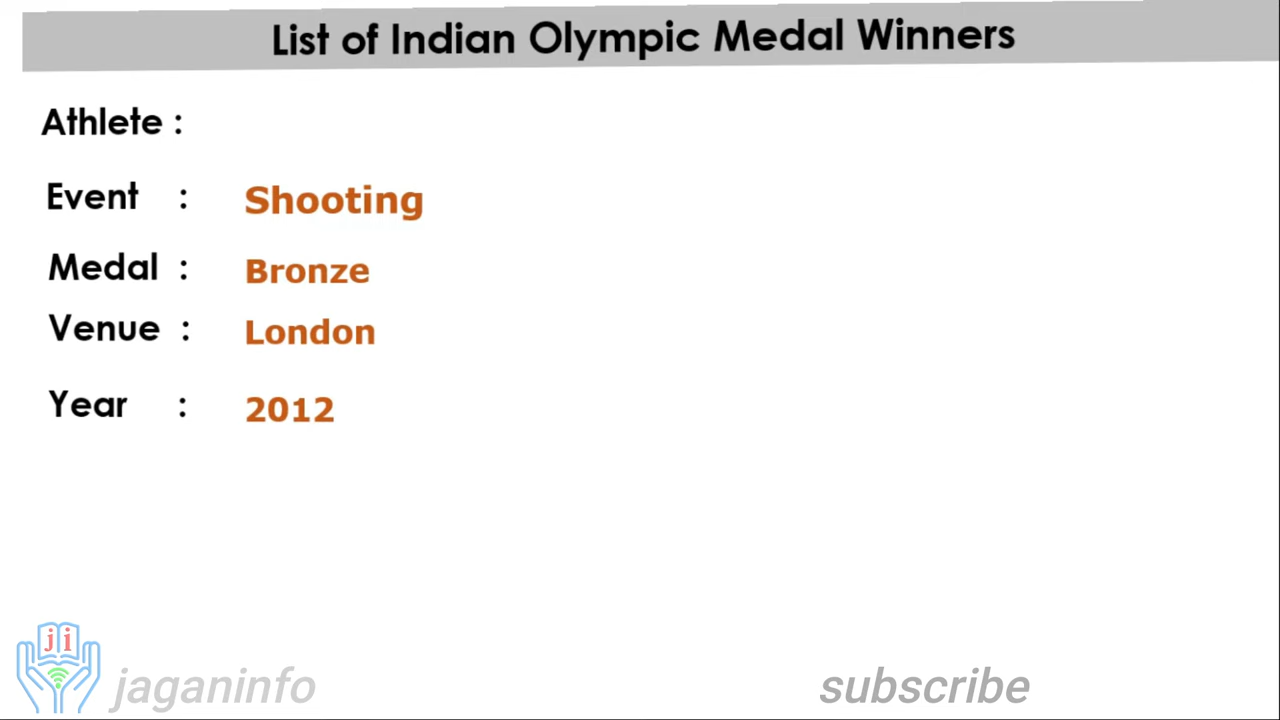 List of Indian Olympic Medal Winners
Athlete :
Event : Shooting
Medal : Bronze
Venue : London
Year : 2012
ji
jaganinfo
subscribe